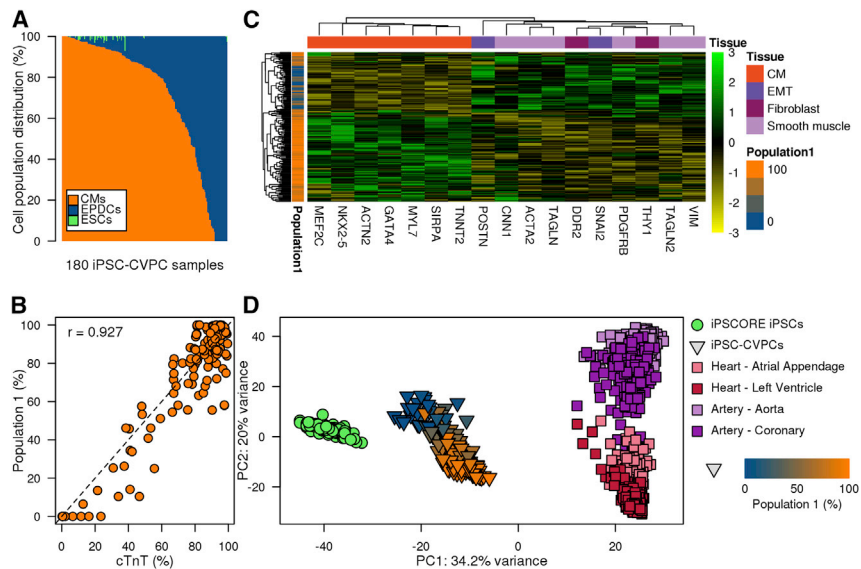 A
Cell population distribution (%)
100
80
60
40
20
0
CMs
EPDCs
ESCs
180 iPSC-CVPC samples
B
r = 0.927
Population 1 (%)
100
80
60
40
20
0
0 20 40 60 80 100
cTnT (%)
C
Tissue
3
2
1
0
-1
-2
-3
Tissue
CM
EMT
Fibroblast
Smooth muscle
Population1
100
0
Population1
MEF2C
NKX2-5
ACTN2
GATA4
MYL7
SIRPA
TNNT2
POSTN
CNN1
ACTA2
TAGLN
DDR2
SNAI2
PDGFRB
THY1
TAGLN2
VIM
D
PC2: 20% variance
40
20
0
-20
-40 -20 0 20
PC1: 34.2% variance
iPSCORE iPSCs
iPSC-CVPCs
Heart - Atrial Appendage
Heart - Left Ventricle
Artery - Aorta
Artery - Coronary
0 50 100
Population 1 (%)